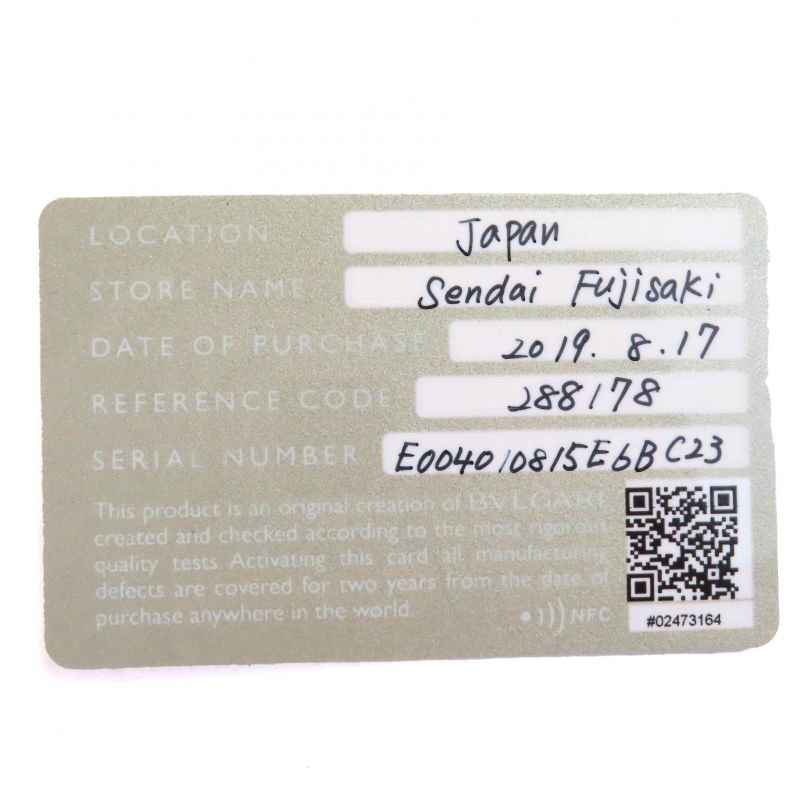 LOCATION Japan
STORE NAME Sendai Fujisaki
DATE OF PURCHASE 2019.8.17
REFERENCE CODE 288178
SERIAL NUMBER E004010815E6BC23
This product is an original creation of BVLGARI
created and checked according to the most rigorous
quality tests. Activating this card all manufacturing
defects are covered for two years from the date of
purchase anywhere in the world.
NFC
#02473164